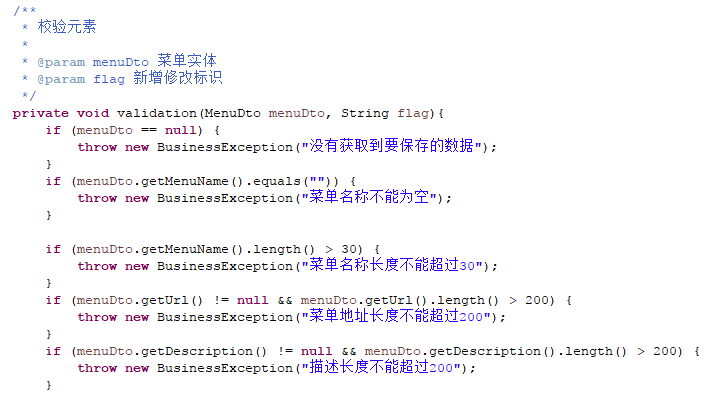 /**
 * 校验元素
 *
 * @param menuDto 菜单实体
 * @param flag 新增修改标识
 */
private void validation(MenuDto menuDto, String flag){
    if (menuDto == null) {
        throw new BusinessException("没有获取到要保存的数据");
    }
    if (menuDto.getMenuName().equals("")) {
        throw new BusinessException("菜单名称不能为空");
    }

    if (menuDto.getMenuName().length() > 30) {
        throw new BusinessException("菜单名称长度不能超过30");
    }
    if (menuDto.getUrl() != null && menuDto.getUrl().length() > 200) {
        throw new BusinessException("菜单地址长度不能超过200");
    }
    if (menuDto.getDescription() != null && menuDto.getDescription().length() > 200) {
        throw new BusinessException("描述长度不能超过200");
    }